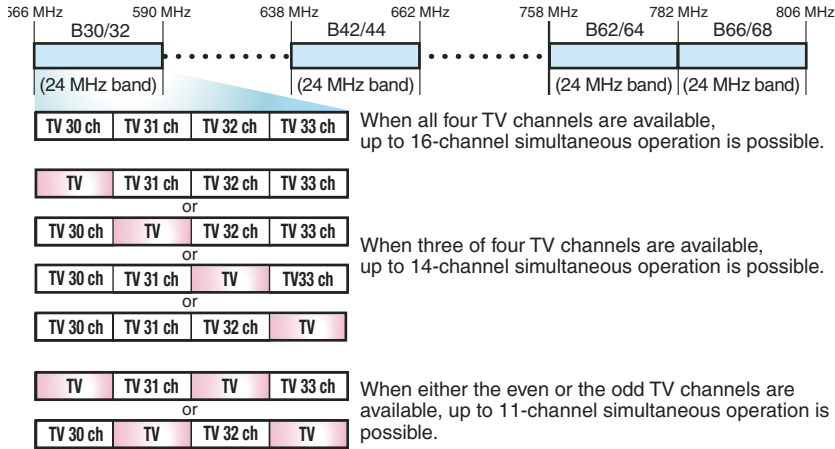 566 MHz 590 MHz 638 MHz 662 MHz 758 MHz 782 MHz 806 MHz
B30/32 B42/44 B62/64 B66/68
(24 MHz band) (24 MHz band) (24 MHz band) (24 MHz band)
TV 30 ch TV 31 ch TV 32 ch TV 33 ch
When all four TV channels are available,
up to 16-channel simultaneous operation is possible.
TV TV 31 ch TV 32 ch TV 33 ch
or
TV 30 ch TV TV 32 ch TV 33 ch
or
TV 30 ch TV 31 ch TV TV33 ch
or
TV 30 ch TV 31 ch TV 32 ch TV
When three of four TV channels are available,
up to 14-channel simultaneous operation is possible.
TV TV 31 ch TV TV 33 ch
or
TV 30 ch TV TV 32 ch TV
When either the even or the odd TV channels are
available, up to 11-channel simultaneous operation is
possible.